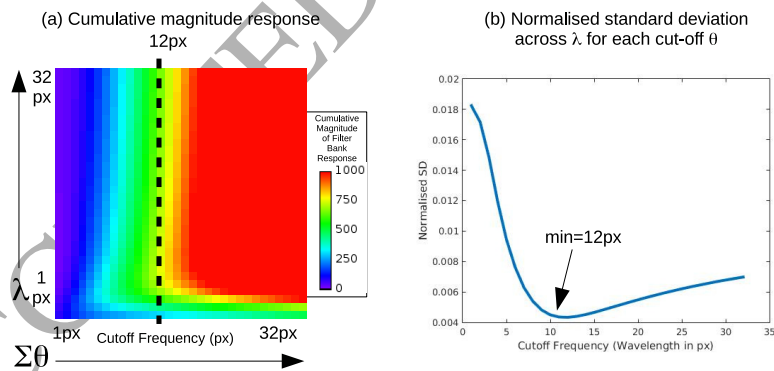 (a) Cumulative magnitude response
12px
32
px
λ
1
px
1px
Cutoff Frequency (px)
32px
Σθ
Cumulative
Magnitude
of Filter
Bank
Response
1000
750
500
250
0
(b) Normalised standard deviation
across λ for each cut-off θ
0.02
0.018
0.016
0.014
0.012
0.01
0.008
0.006
0.004
Normalised SD
min=12px
0 5 10 15 20 25 30 35
Cutoff Frequency (Wavelength in px)